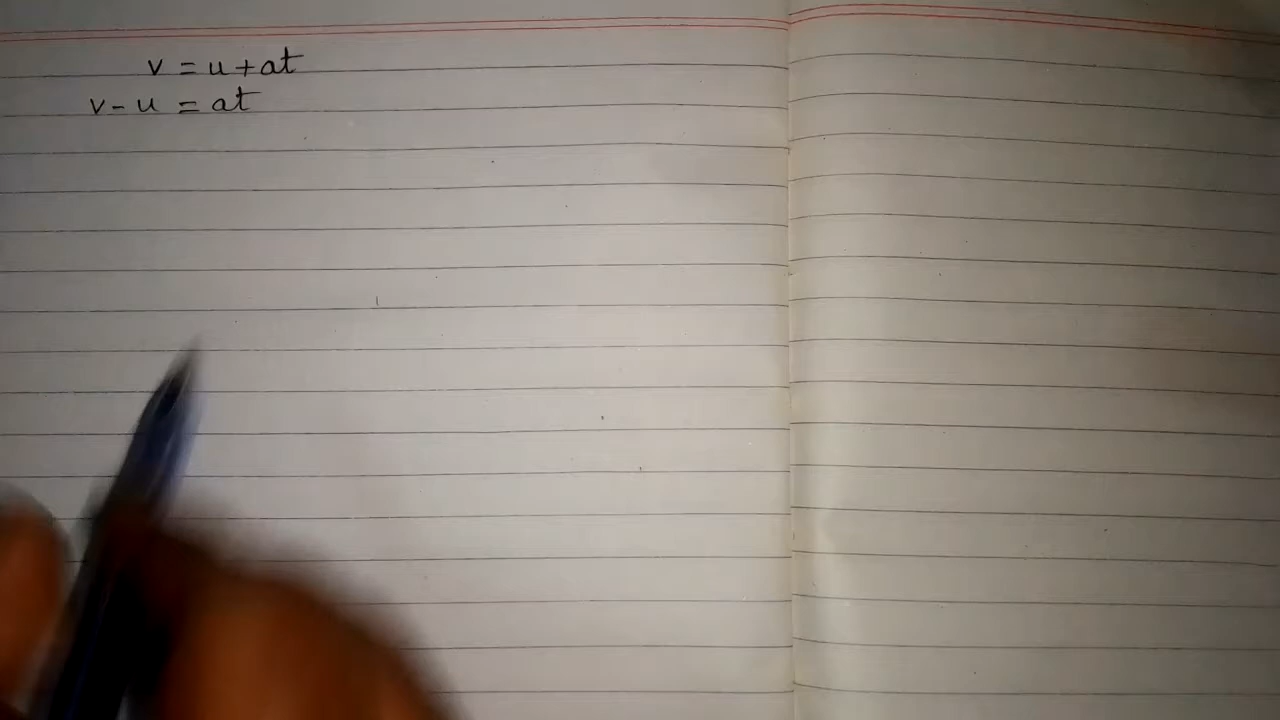 v = u + at
v - u = at